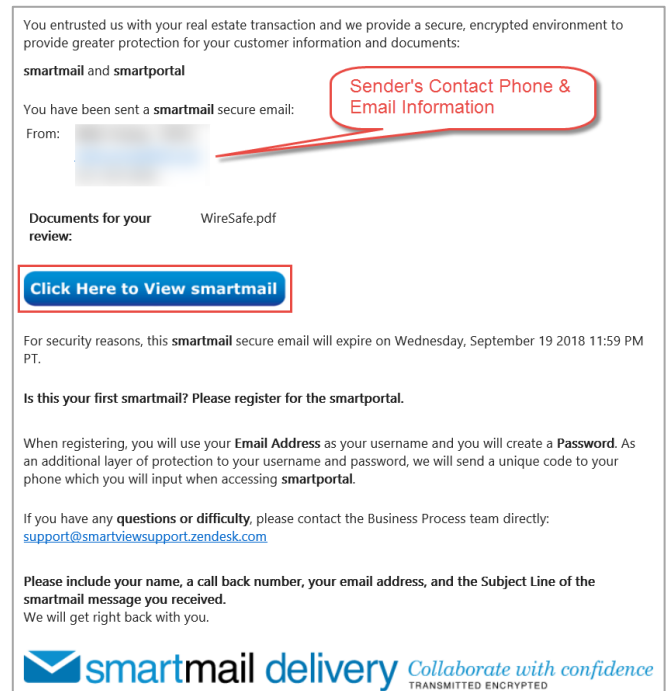 You entrusted us with your real estate transaction and we provide a secure, encrypted environment to
provide greater protection for your customer information and documents:
smartmail and smartportal
Sender's Contact Phone &
Email Information
You have been sent a smartmail secure email:
From:
Documents for your WireSafe.pdf
review:
Click Here to View smartmail
For security reasons, this smartmail secure email will expire on Wednesday, September 19 2018 11:59 PM
PT.
Is this your first smartmail? Please register for the smartportal.
When registering, you will use your Email Address as your username and you will create a Password. As
an additional layer of protection to your username and password, we will send a unique code to your
phone which you will input when accessing smartportal.
If you have any questions or difficulty, please contact the Business Process team directly:
support@smartviewsupport.zendesk.com
Please include your name, a call back number, your email address, and the Subject Line of the
smartmail message you received.
We will get right back with you.
smartmail delivery Collaborate with confidence
TRANSMITTED ENCRYPTED